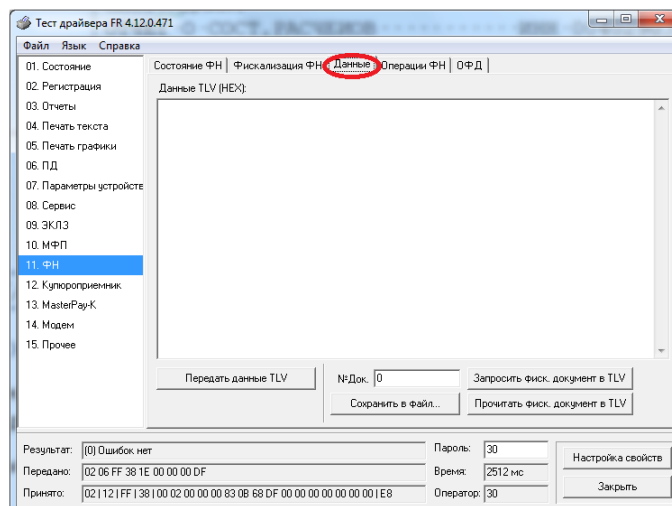 Тест драйвера FR 4.12.0.471
Файл Язык Справка
01. Состояние
02. Регистрация
03. Отчеты
04. Печать текста
05. Печать графики
06. ПД
07. Параметры устройств
08. Сервис
09. ЭКЛЗ
10. МФП
11. ФН
12. Купюроприемник
13. MasterPay-K
14. Модем
15. Прочее
Состояние ФН Фискализация ФН Данные Операции ФН ОФД
Данные TLV (HEX):
Передать данные TLV
№Док. 0
Запросить фиск. документ в TLV
Сохранить в файл...
Прочитать фиск. документ в TLV
Результат: (0) Ошибок нет
Пароль: 30
Настройка свойств
Передано: 02 06 FF 38 1E 00 00 00 DF
Время: 2512 мс
Принято: 02|12|FF|38|00 02 00 00 00 83 0B 68 DF 00 00 00 00 00 00 00|E8
Оператор: 30
Закрыть